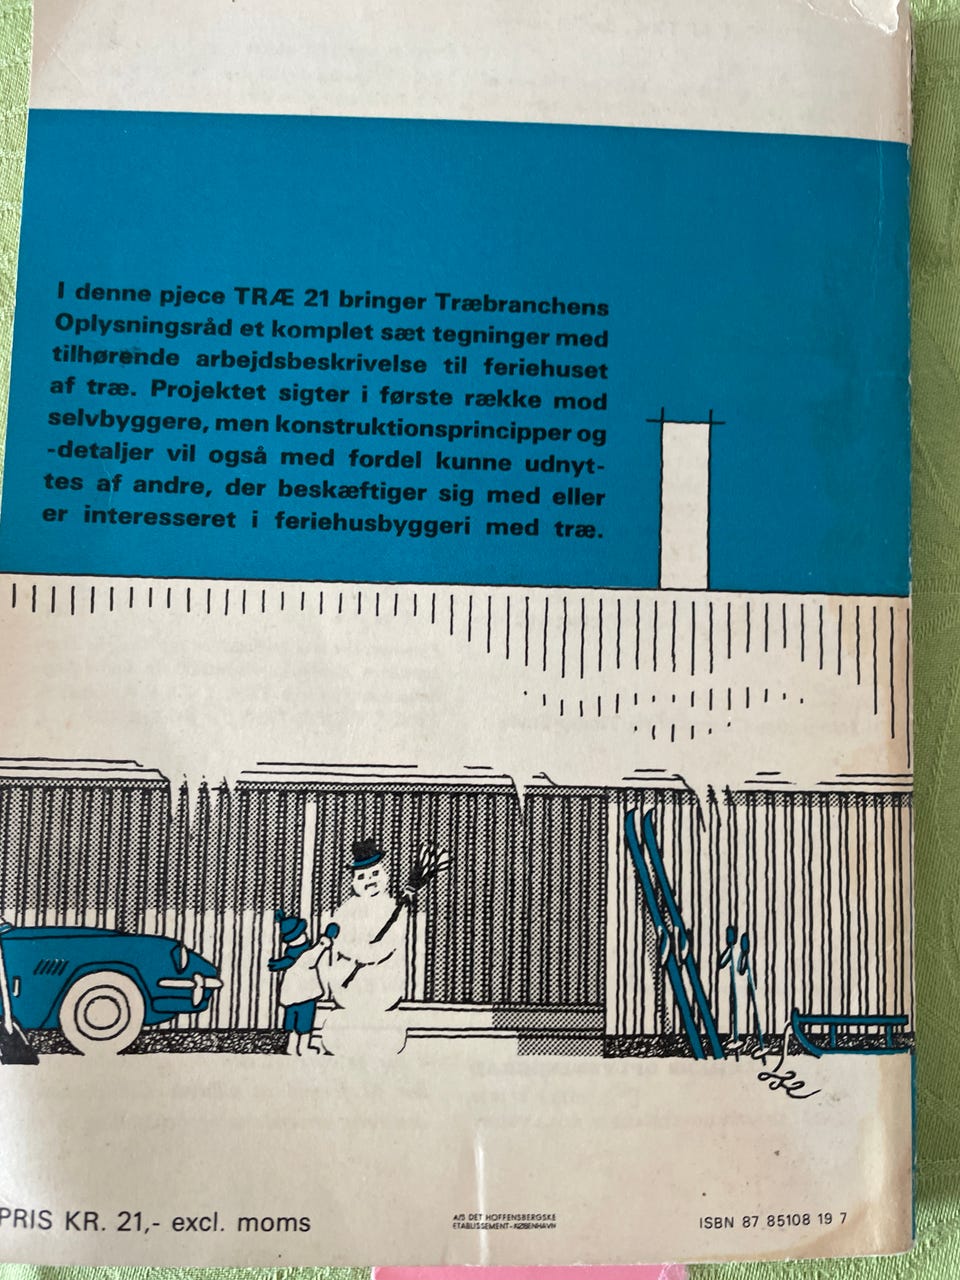 I denne pjece TRÆ 21 bringer Træbranchens
Oplysningsråd et komplet sæt tegninger med
tilhørende arbejdsbeskrivelse til feriehuset
af træ. Projektet sigter i første række mod
selvbyggere, men konstruktionsprincipper og
-detaljer vil også med fordel kunne udnyt-
tes af andre, der beskæftiger sig med eller
er interesseret i feriehusbyggeri med træ.
PRIS KR. 21,- excl. moms
A/S DET HOFFENSBERGSKE
ETABLISSEMENT-KØBENHAVN
ISBN 87 85108 19 7